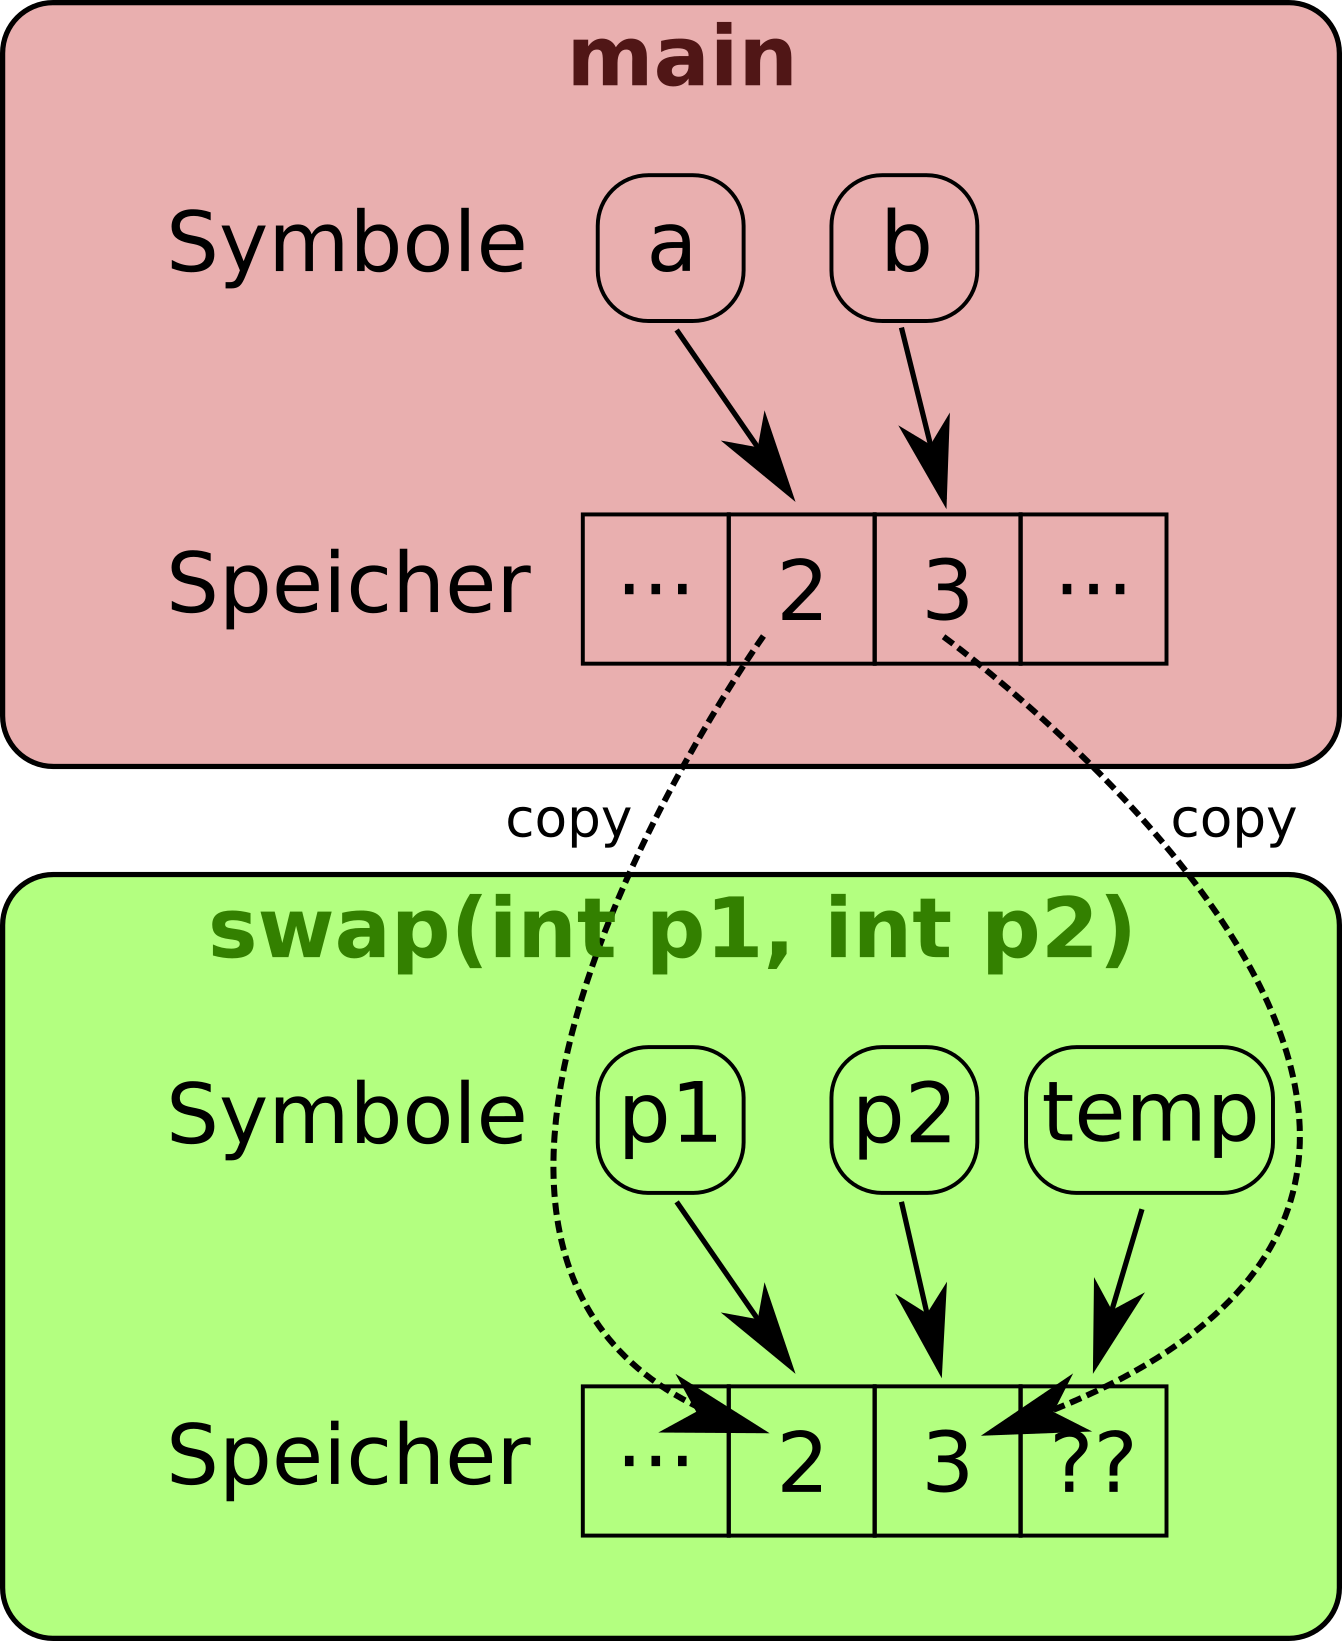 main
Symbole a b
Speicher ... 2 3 ...
copy copy
swap(int p1, int p2)
Symbole p1 p2 temp
Speicher ... 2 3 ??